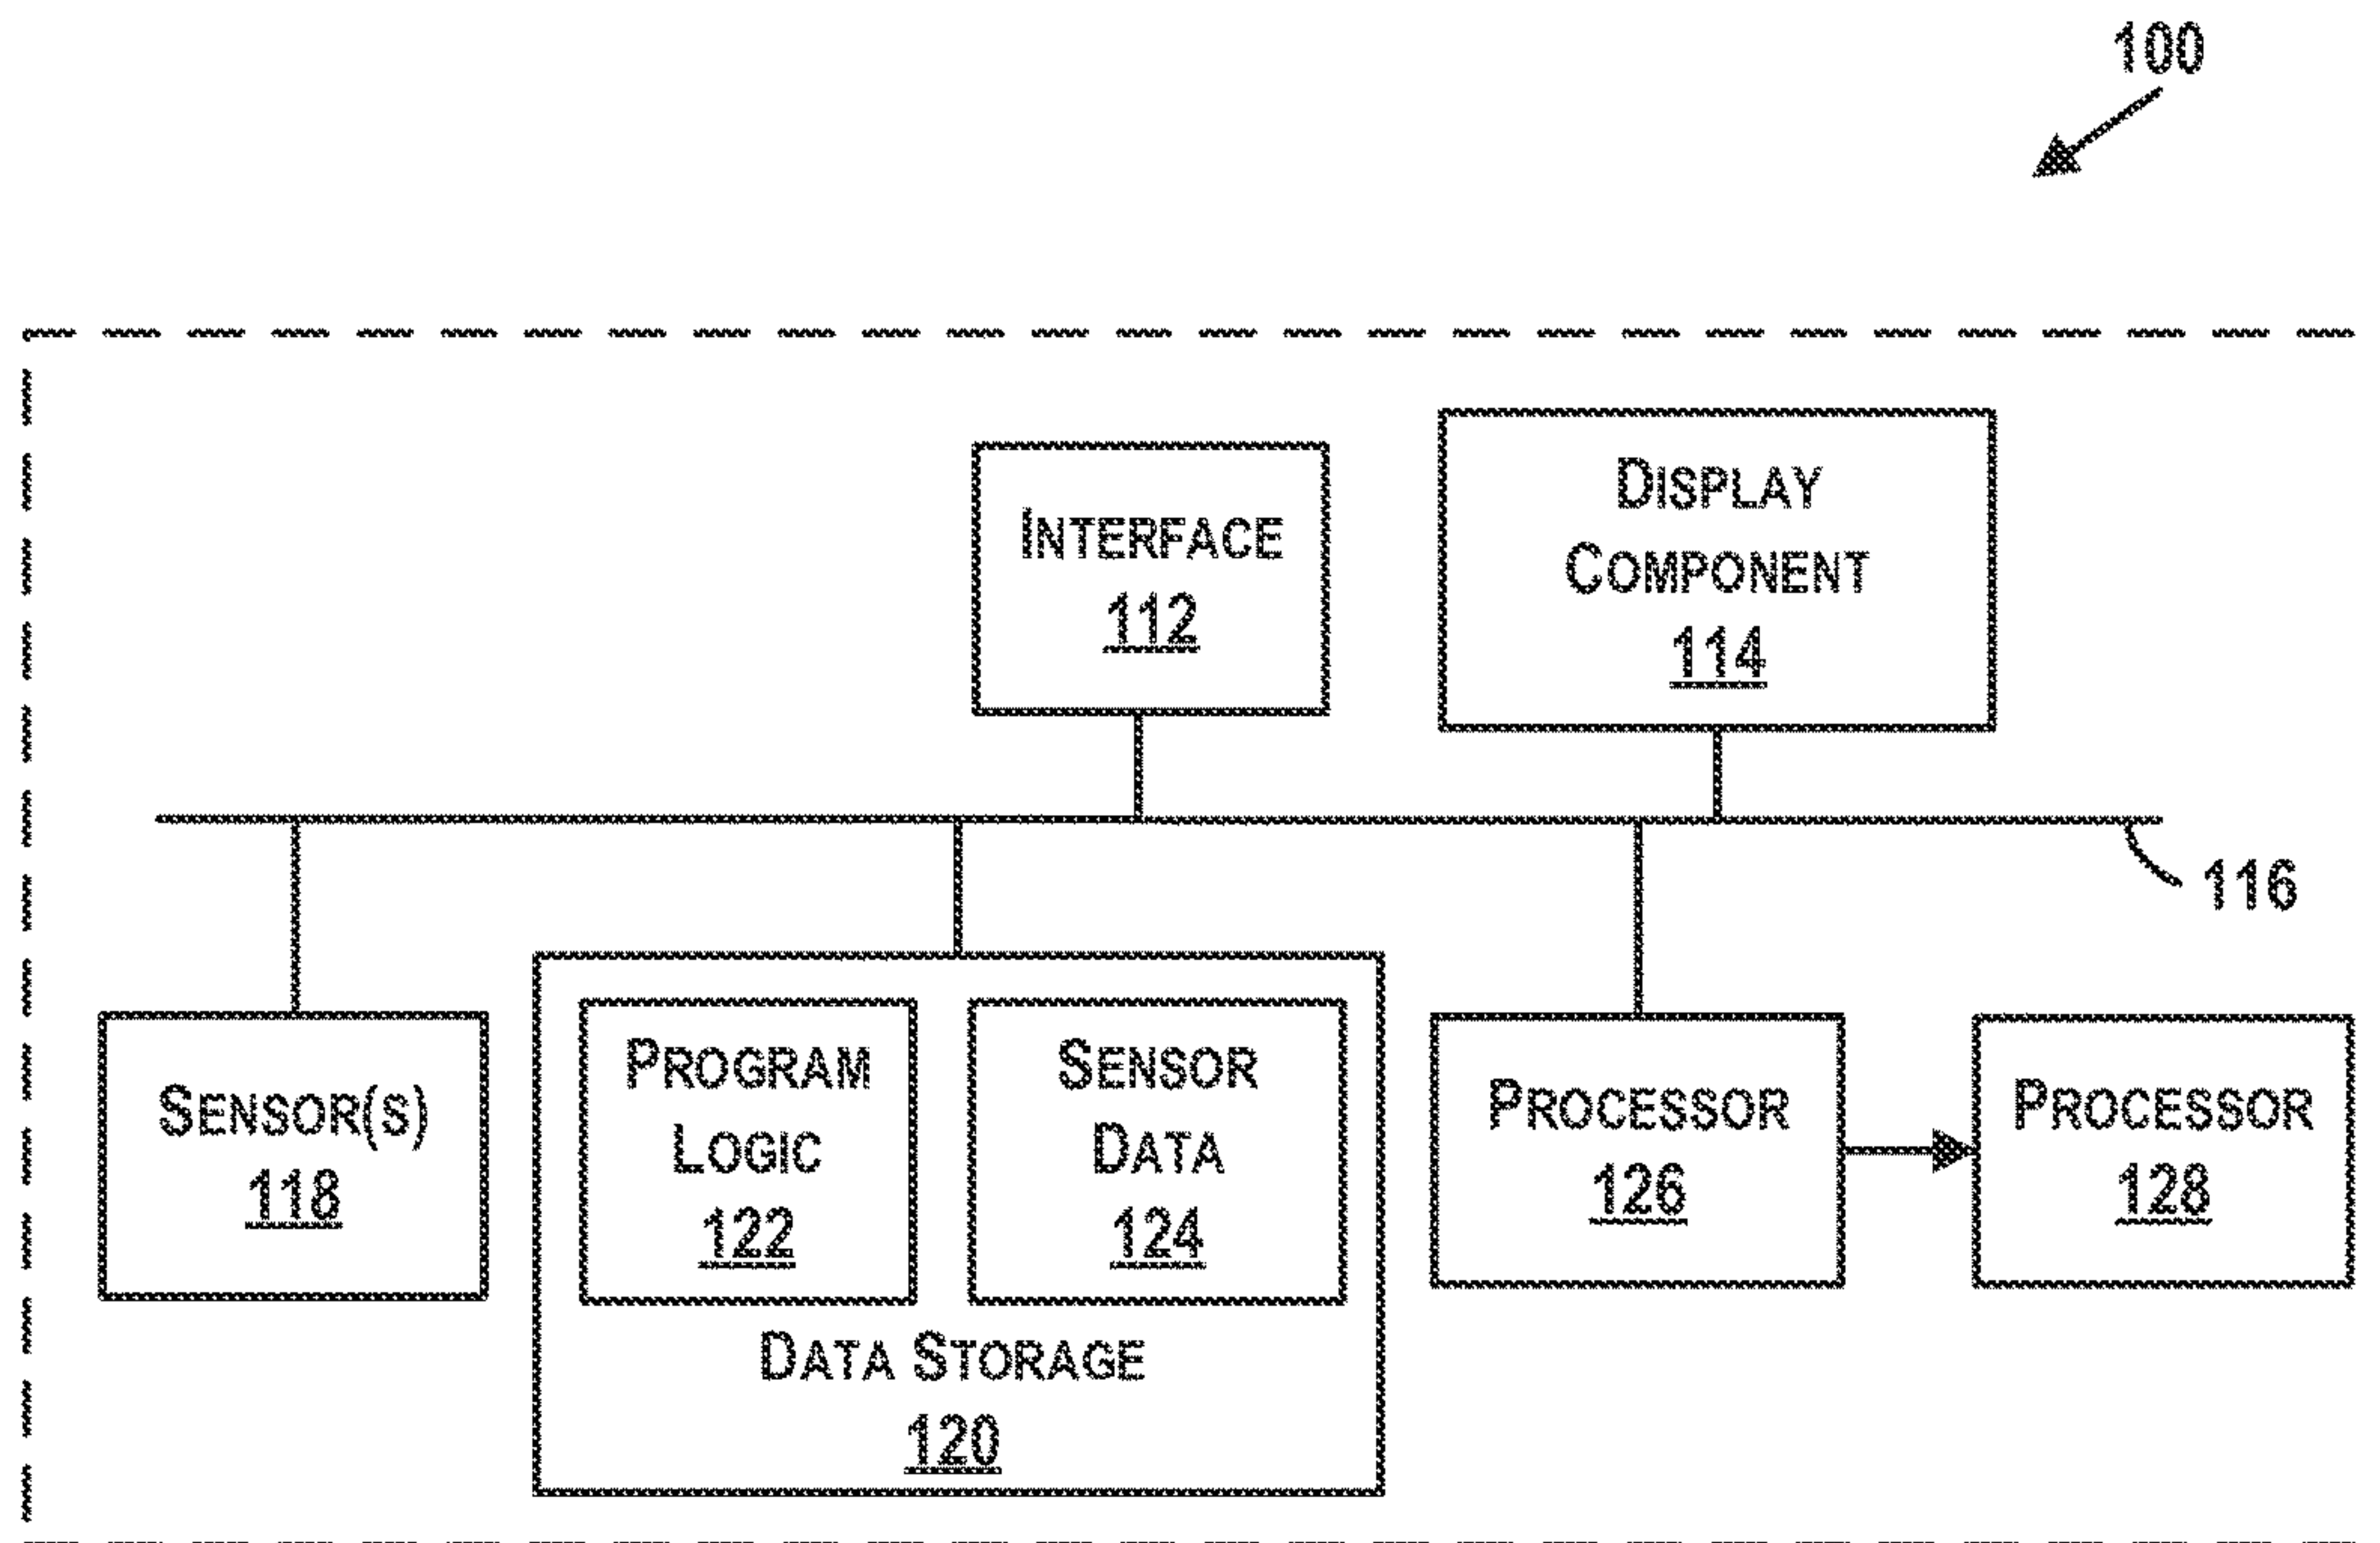 100
INTERFACE
112
DISPLAY
COMPONENT
114
116
SENSOR(S)
118
PROGRAM
LOGIC
122
SENSOR
DATA
124
DATA STORAGE
120
PROCESSOR
126
PROCESSOR
128